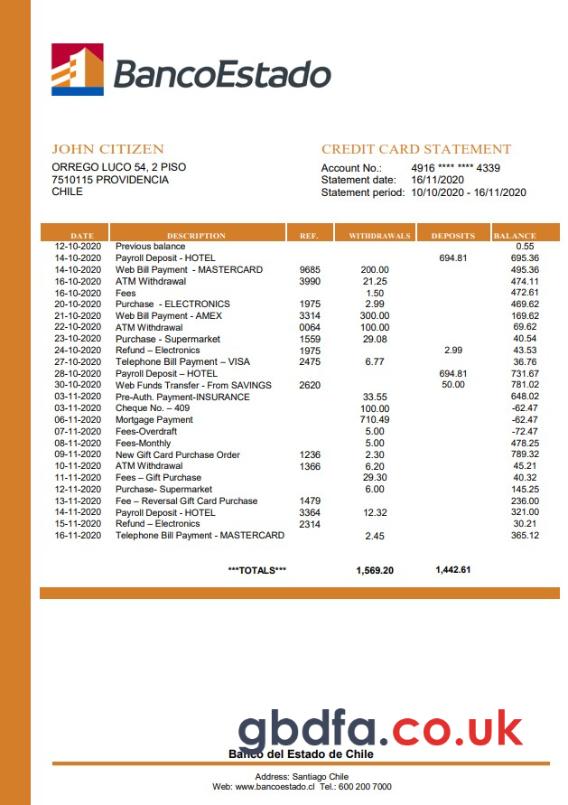 BancoEstado
JOHN CITIZEN
ORREGO LUCO 54, 2 PISO
7510115 PROVIDENCIA
CHILE
CREDIT CARD STATEMENT
Account No.: 4916 **** **** 4339
Statement date: 16/11/2020
Statement period: 10/10/2020 - 16/11/2020
DATE DESCRIPTION REF. WITHDRAWALS DEPOSITS BALANCE
12-10-2020 Previous balance 0.55
14-10-2020 Payroll Deposit - HOTEL 694.81 695.36
14-10-2020 Web Bill Payment - MASTERCARD 9685 200.00 495.36
16-10-2020 ATM Withdrawal 3990 21.25 474.11
16-10-2020 Fees 1.50 472.61
20-10-2020 Purchase - ELECTRONICS 1975 2.99 469.62
21-10-2020 Web Bill Payment - AMEX 3314 300.00 169.62
22-10-2020 ATM Withdrawal 0064 100.00 69.62
23-10-2020 Purchase - Supermarket 1559 29.08 40.54
24-10-2020 Refund – Electronics 1975 2.99 43.53
27-10-2020 Telephone Bill Payment – VISA 2475 6.77 36.76
28-10-2020 Payroll Deposit - HOTEL 694.81 731.67
30-10-2020 Web Funds Transfer - From SAVINGS 2620 50.00 781.02
03-11-2020 Pre-Auth. Payment-INSURANCE 33.55 648.02
03-11-2020 Cheque No. – 409 100.00 -62.47
06-11-2020 Mortgage Payment 710.49 -62.47
07-11-2020 Fees-Overdraft 5.00 -72.47
08-11-2020 Fees-Monthly 5.00 478.25
09-11-2020 New Gift Card Purchase Order 1236 2.30 789.32
10-11-2020 ATM Withdrawal 1366 6.20 45.21
11-11-2020 Fees – Gift Purchase 29.30 40.32
12-11-2020 Purchase- Supermarket 6.00 145.25
13-11-2020 Fee – Reversal Gift Card Purchase 1479 236.00
14-11-2020 Payroll Deposit - HOTEL 3364 12.32 321.00
15-11-2020 Refund – Electronics 2314 30.21
16-11-2020 Telephone Bill Payment - MASTERCARD 2.45 365.12
***TOTALS*** 1,569.20 1,442.61
gbdfa.co.uk
Banco del Estado de Chile
Address: Santiago Chile
Web: www.bancoestado.cl Tel.: 600 200 7000